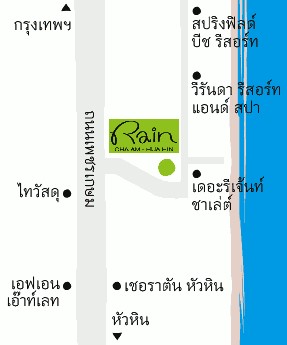 กรุงเทพฯ
สปริงฟิลด์
บีช รีสอร์ท
วิรันดา รีสอร์ท
แอนด์ สปา
ถนนเพชรเกษม
Rain
CHA AM - HUA HIN
ไทวัสดุ
เดอะรีเจ้นท์
ชาเล่ต์
เอฟเอน
เอ๊าท์เลท
เชอราตัน หัวหิน
หัวหิน